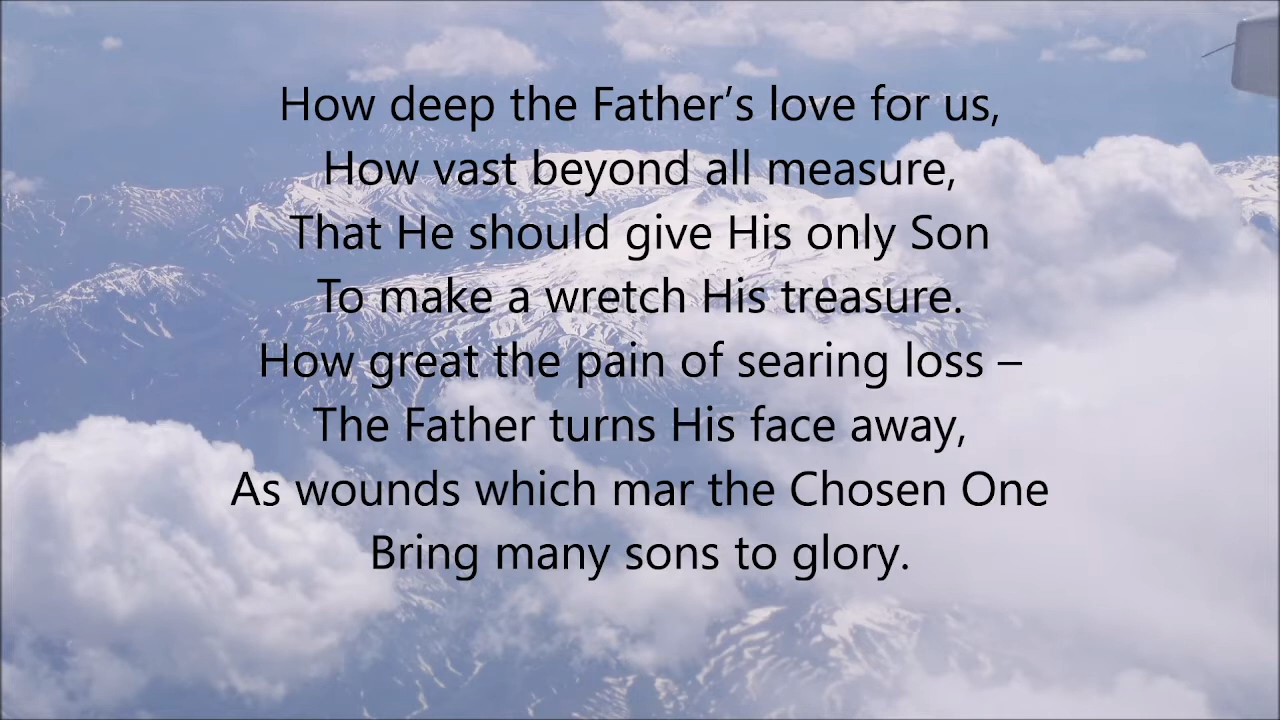 How deep the Father’s love for us,
How vast beyond all measure,
That He should give His only Son
To make a wretch His treasure.
How great the pain of searing loss –
The Father turns His face away,
As wounds which mar the Chosen One
Bring many sons to glory.